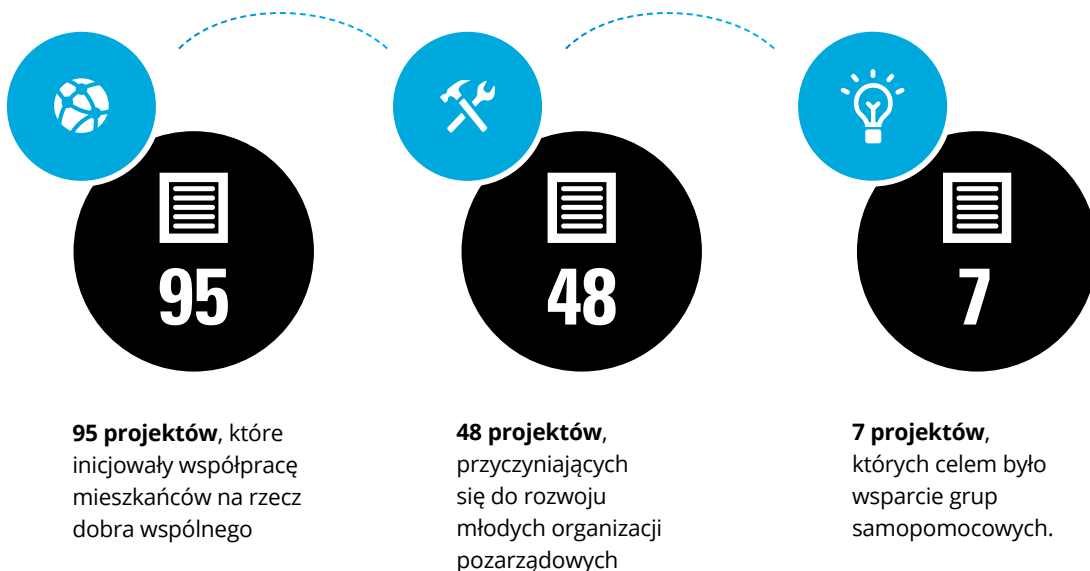 95
48
7
95 projektów, które
inicjowały współpracę
mieszkańców na rzecz
dobra wspólnego
48 projektów,
przyczyniających
się do rozwoju
młodych organizacji
pozarządowych
7 projektów,
których celem było
wsparcie grup
samopomocowych.